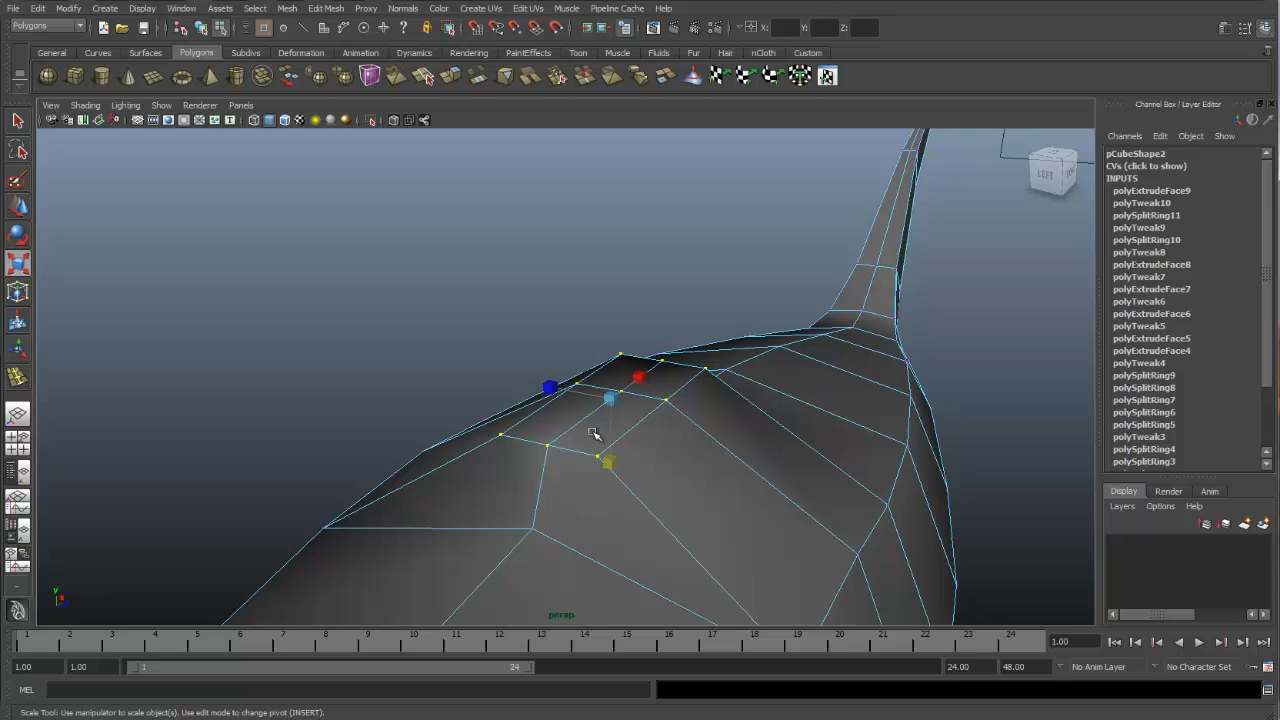 File Edit Modify Create Display Window Assets Select Mesh Edit Mesh Proxy Normals Color Create UVs Edit UVs Muscle Pipeline Cache Help
Polygons X: Y: Z:
General Curves Surfaces Polygons Subdivs Deformation Animation Dynamics Rendering PaintEffects Toon Muscle Fluids Fur Hair nCloth Custom
View Shading Lighting Show Renderer Panels
Channel Box / Layer Editor
Channels Edit Object Show
pCubeShape2
CVs (click to show)
INPUTS
polyExtrudeFace9
polyTweak10
polySplitRing11
polyTweak9
polySplitRing10
polyTweak8
polyExtrudeFace8
polyTweak7
polyExtrudeFace7
polyTweak6
polyExtrudeFace6
polyTweak5
polyExtrudeFace5
polyExtrudeFace4
polyTweak4
polySplitRing9
polySplitRing8
polySplitRing7
polySplitRing6
polySplitRing5
polyTweak3
polySplitRing4
polySplitRing3
Display Render Anim
Layers Options Help
LEFT
y
persp
1 2 3 4 5 6 7 8 9 10 11 12 13 14 15 16 17 18 19 20 21 22 23 24 1.00
1.00 1.00 1 24 24.00 48.00 No Anim Layer No Character Set
MEL
Scale Tool: Use manipulator to scale object(s). Use edit mode to change pivot (INSERT).